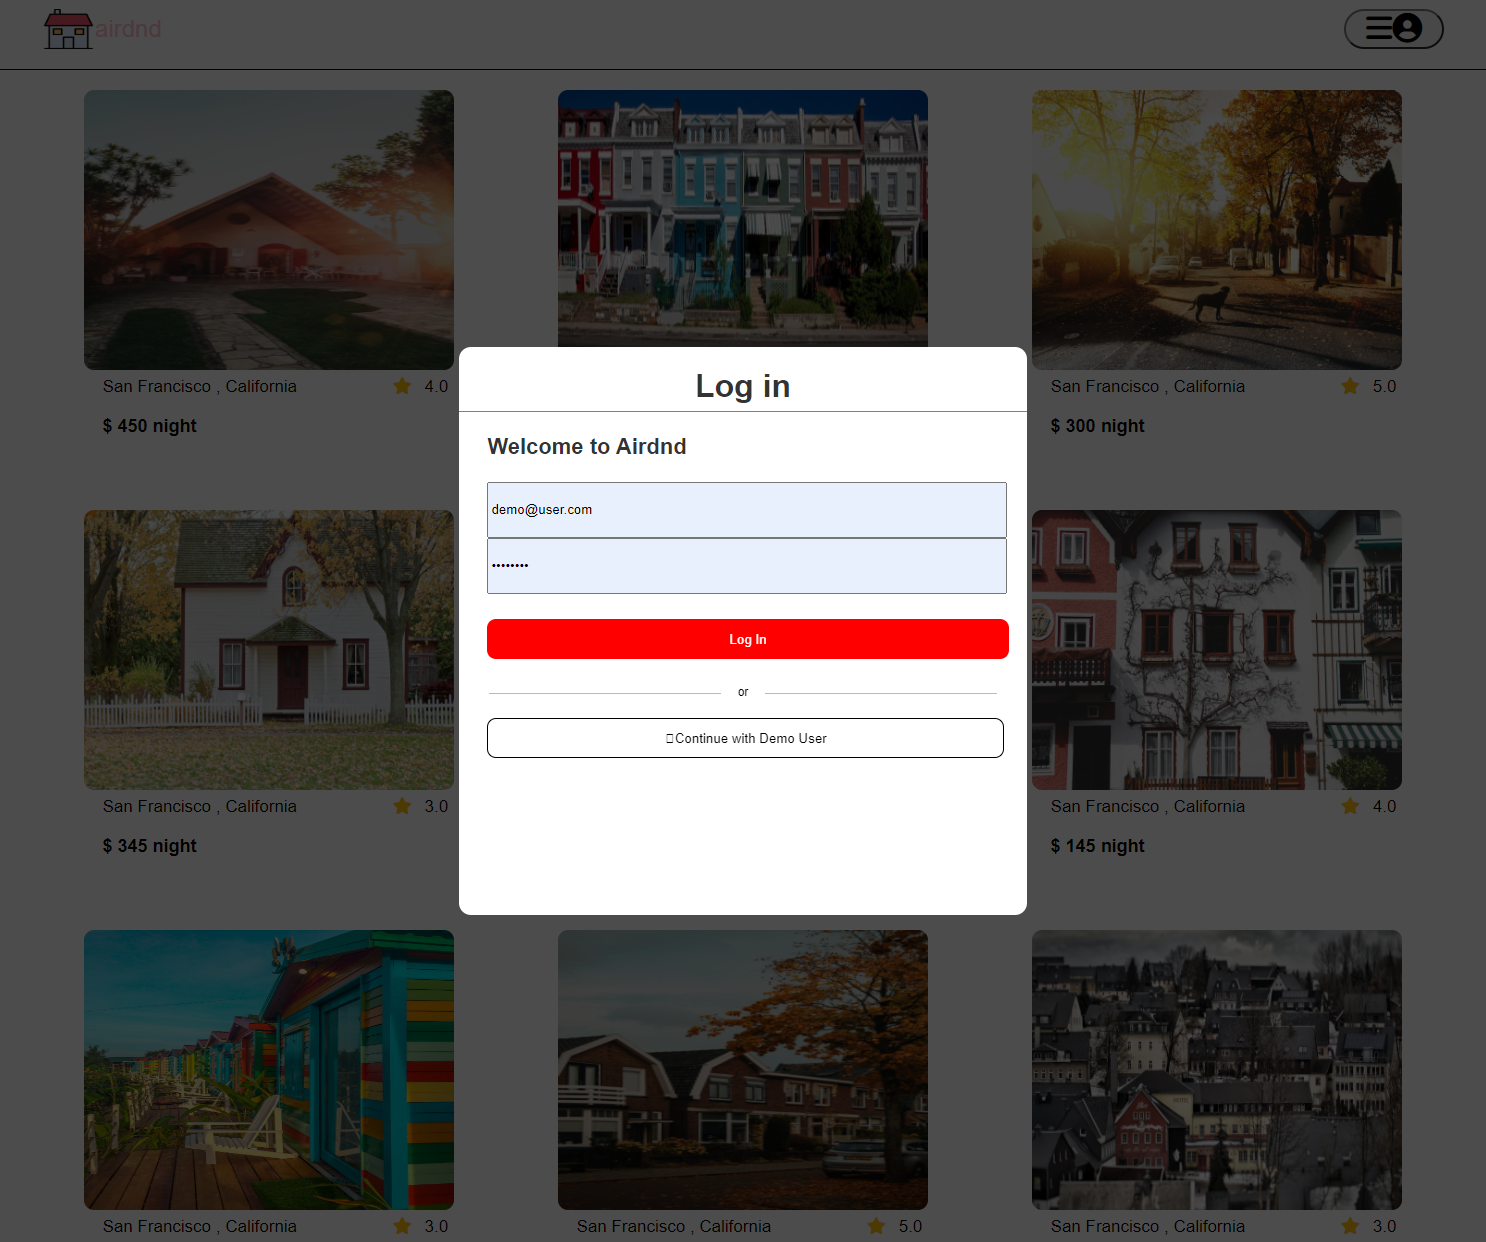 airdnd
San Francisco , California 4.0
$ 450 night
San Francisco , California 5.0
$ 300 night
Log in
Welcome to Airdnd
demo@user.com
••••••••
Log In
or
Continue with Demo User
San Francisco , California 3.0
$ 345 night
San Francisco , California 4.0
$ 145 night
San Francisco , California 3.0
San Francisco , California 5.0
San Francisco , California 3.0